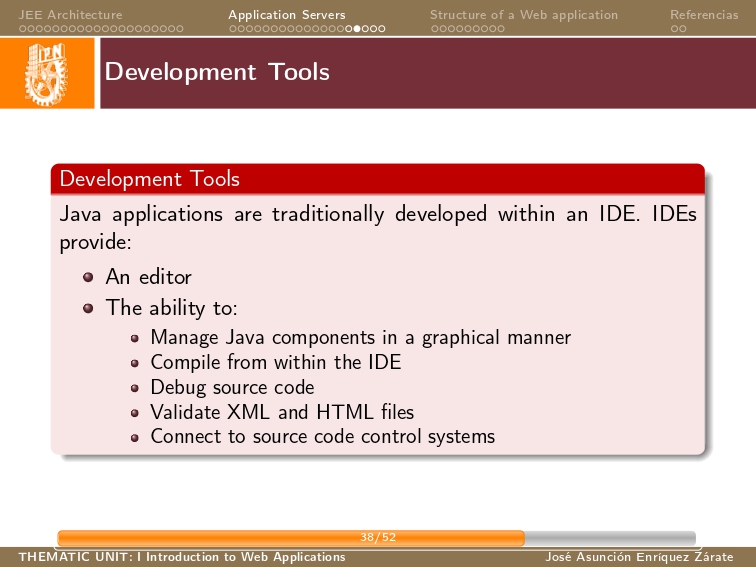 JEE Architecture
Application Servers
Structure of a Web application
Referencias
IPN
Development Tools
Development Tools
Java applications are traditionally developed within an IDE. IDEs
provide:
An editor
The ability to:
Manage Java components in a graphical manner
Compile from within the IDE
Debug source code
Validate XML and HTML files
Connect to source code control systems
38/52
THEMATIC UNIT: I Introduction to Web Applications
José Asunción Enríquez Zárate